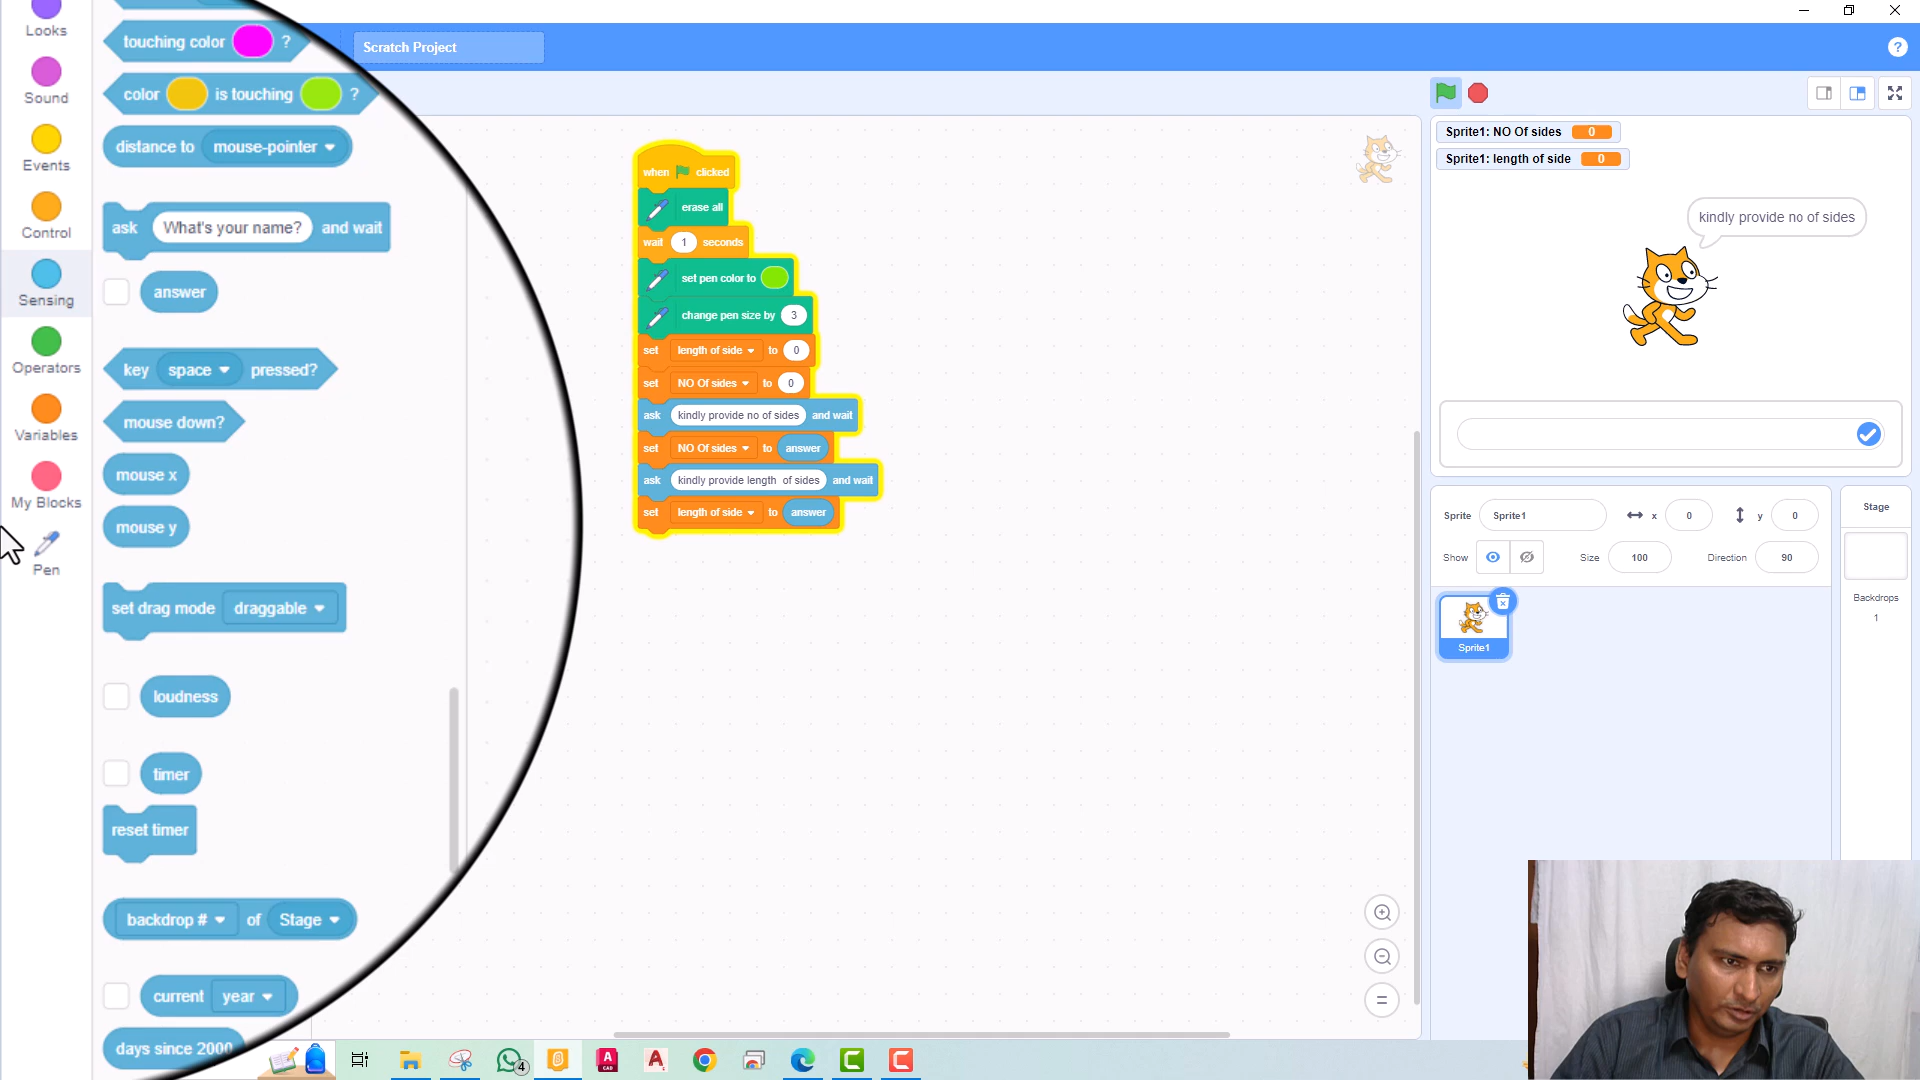 Looks
Sound
Events
Control
Sensing
Operators
Variables
My Blocks
Pen
touching color ?
color is touching ?
distance to mouse-pointer
ask What's your name? and wait
answer
key space pressed?
mouse down?
mouse x
mouse y
set drag mode draggable
loudness
timer
reset timer
backdrop # of Stage
current year
days since 2000
Scratch Project
?
when clicked
erase all
wait 1 seconds
set pen color to
change pen size by 3
set length of side to 0
set NO Of sides to 0
ask kindly provide no of sides and wait
set NO Of sides to answer
ask kindly provide length of sides and wait
set length of side to answer
Sprite1: NO Of sides 0
Sprite1: length of side 0
kindly provide no of sides
Sprite Sprite1 x 0 y 0
Show Size 100 Direction 90
Sprite1
Stage
Backdrops
1
4
A
CAD
A
C
C